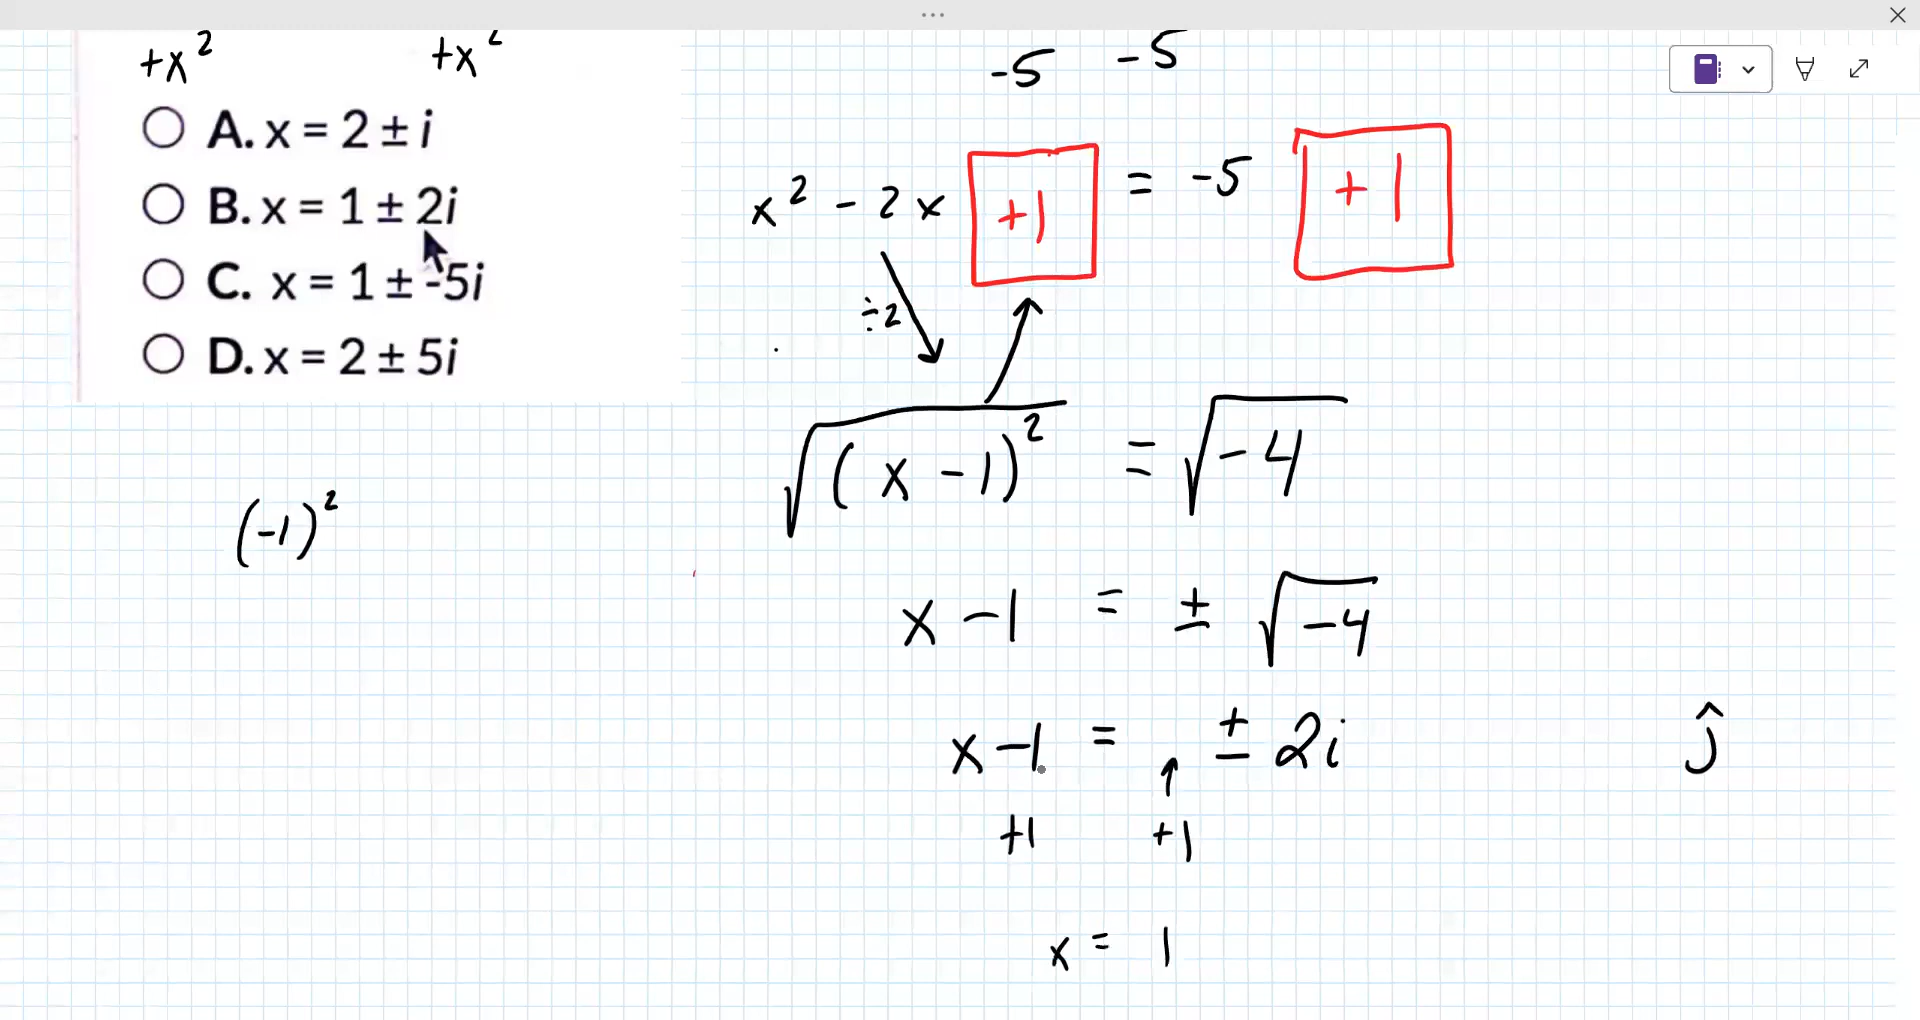 +x² +x²
A. x = 2 ± i
B. x = 1 ± 2i
C. x = 1 ± -5i
D. x = 2 ± 5i
(-1)²
-5 -5
x² - 2x +1 = -5 +1
÷2
√(x - 1)² = √-4
x - 1 = ± √-4
x - 1 = ± 2i
+1 +1
x = 1
ĵ